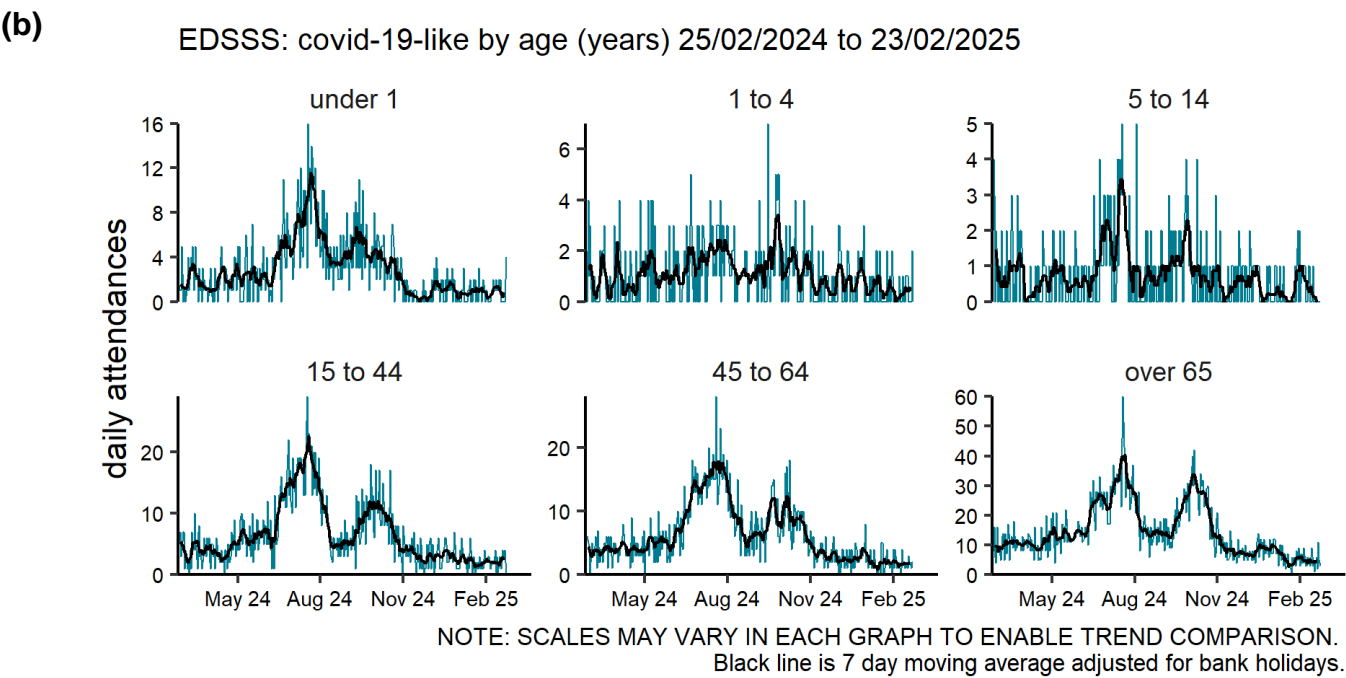 (b)
EDSSS: covid-19-like by age (years) 25/02/2024 to 23/02/2025
daily attendances
under 1
16
12
8
4
0
1 to 4
6
4
2
0
5 to 14
5
4
3
2
1
0
15 to 44
20
10
0
May 24 Aug 24 Nov 24 Feb 25
45 to 64
20
10
0
May 24 Aug 24 Nov 24 Feb 25
over 65
60
50
40
30
20
10
0
May 24 Aug 24 Nov 24 Feb 25
NOTE: SCALES MAY VARY IN EACH GRAPH TO ENABLE TREND COMPARISON.
Black line is 7 day moving average adjusted for bank holidays.